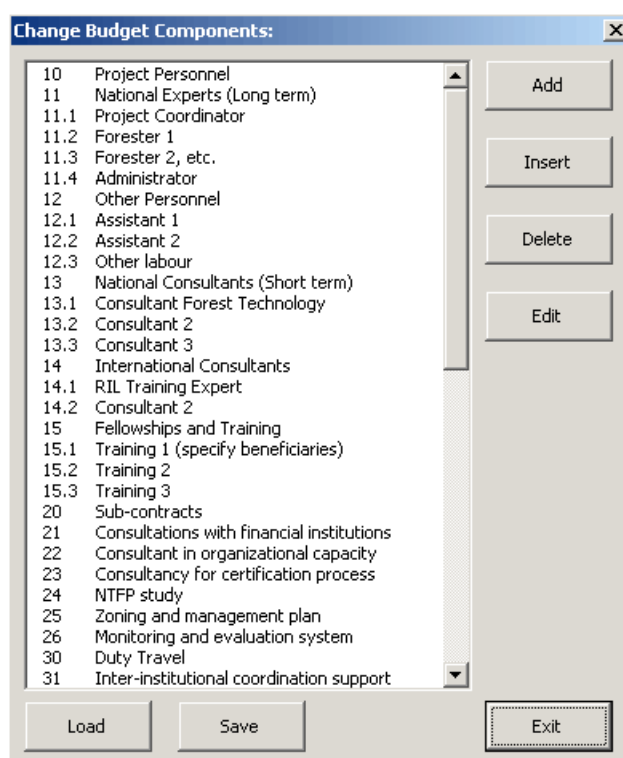 Change Budget Components:
10 Project Personnel
11 National Experts (Long term)
11.1 Project Coordinator
11.2 Forester 1
11.3 Forester 2, etc.
11.4 Administrator
12 Other Personnel
12.1 Assistant 1
12.2 Assistant 2
12.3 Other labour
13 National Consultants (Short term)
13.1 Consultant Forest Technology
13.2 Consultant 2
13.3 Consultant 3
14 International Consultants
14.1 RIL Training Expert
14.2 Consultant 2
15 Fellowships and Training
15.1 Training 1 (specify beneficiaries)
15.2 Training 2
15.3 Training 3
20 Sub-contracts
21 Consultations with financial institutions
22 Consultant in organizational capacity
23 Consultancy for certification process
24 NTFP study
25 Zoning and management plan
26 Monitoring and evaluation system
30 Duty Travel
31 Inter-institutional coordination support
Add
Insert
Delete
Edit
Load
Save
Exit